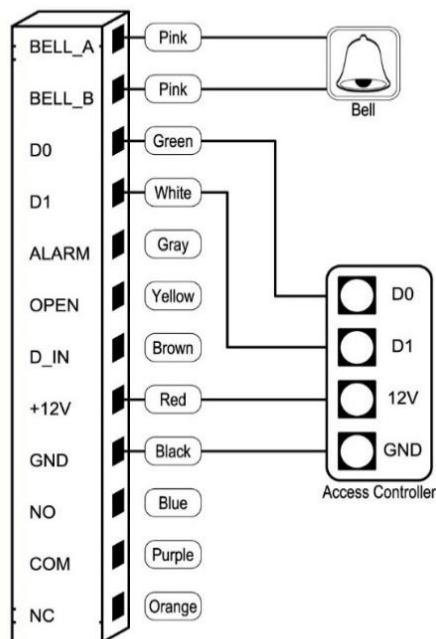 BELL_A Pink
BELL_B Pink
Bell
D0 Green
D1 White
ALARM Gray
OPEN Yellow
D0
D_IN Brown
D1
+12V Red 12V
GND Black GND
Access Controller
NO Blue
COM Purple
NC Orange